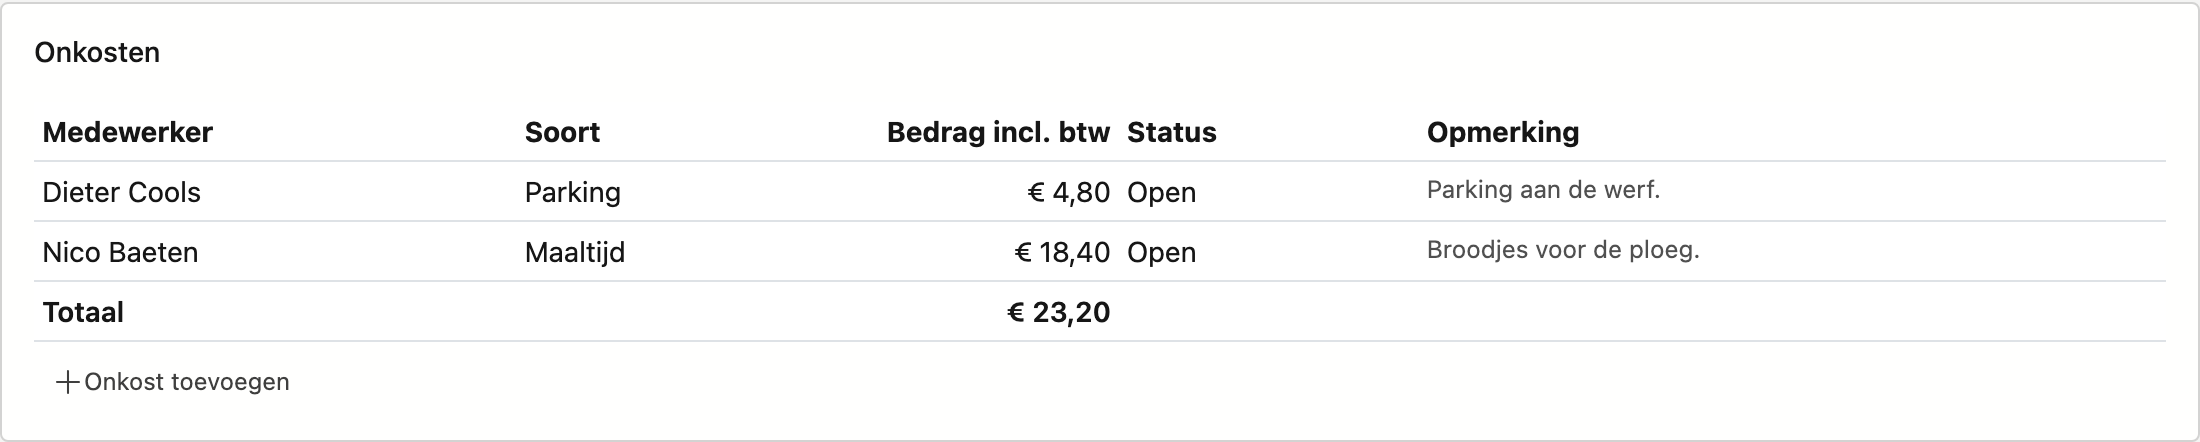 Onkosten
Medewerker Soort Bedrag incl. btw Status Opmerking
Dieter Cools Parking € 4,80 Open Parking aan de werf.
Nico Baeten Maaltijd € 18,40 Open Broodjes voor de ploeg.
Totaal € 23,20
+ Onkost toevoegen